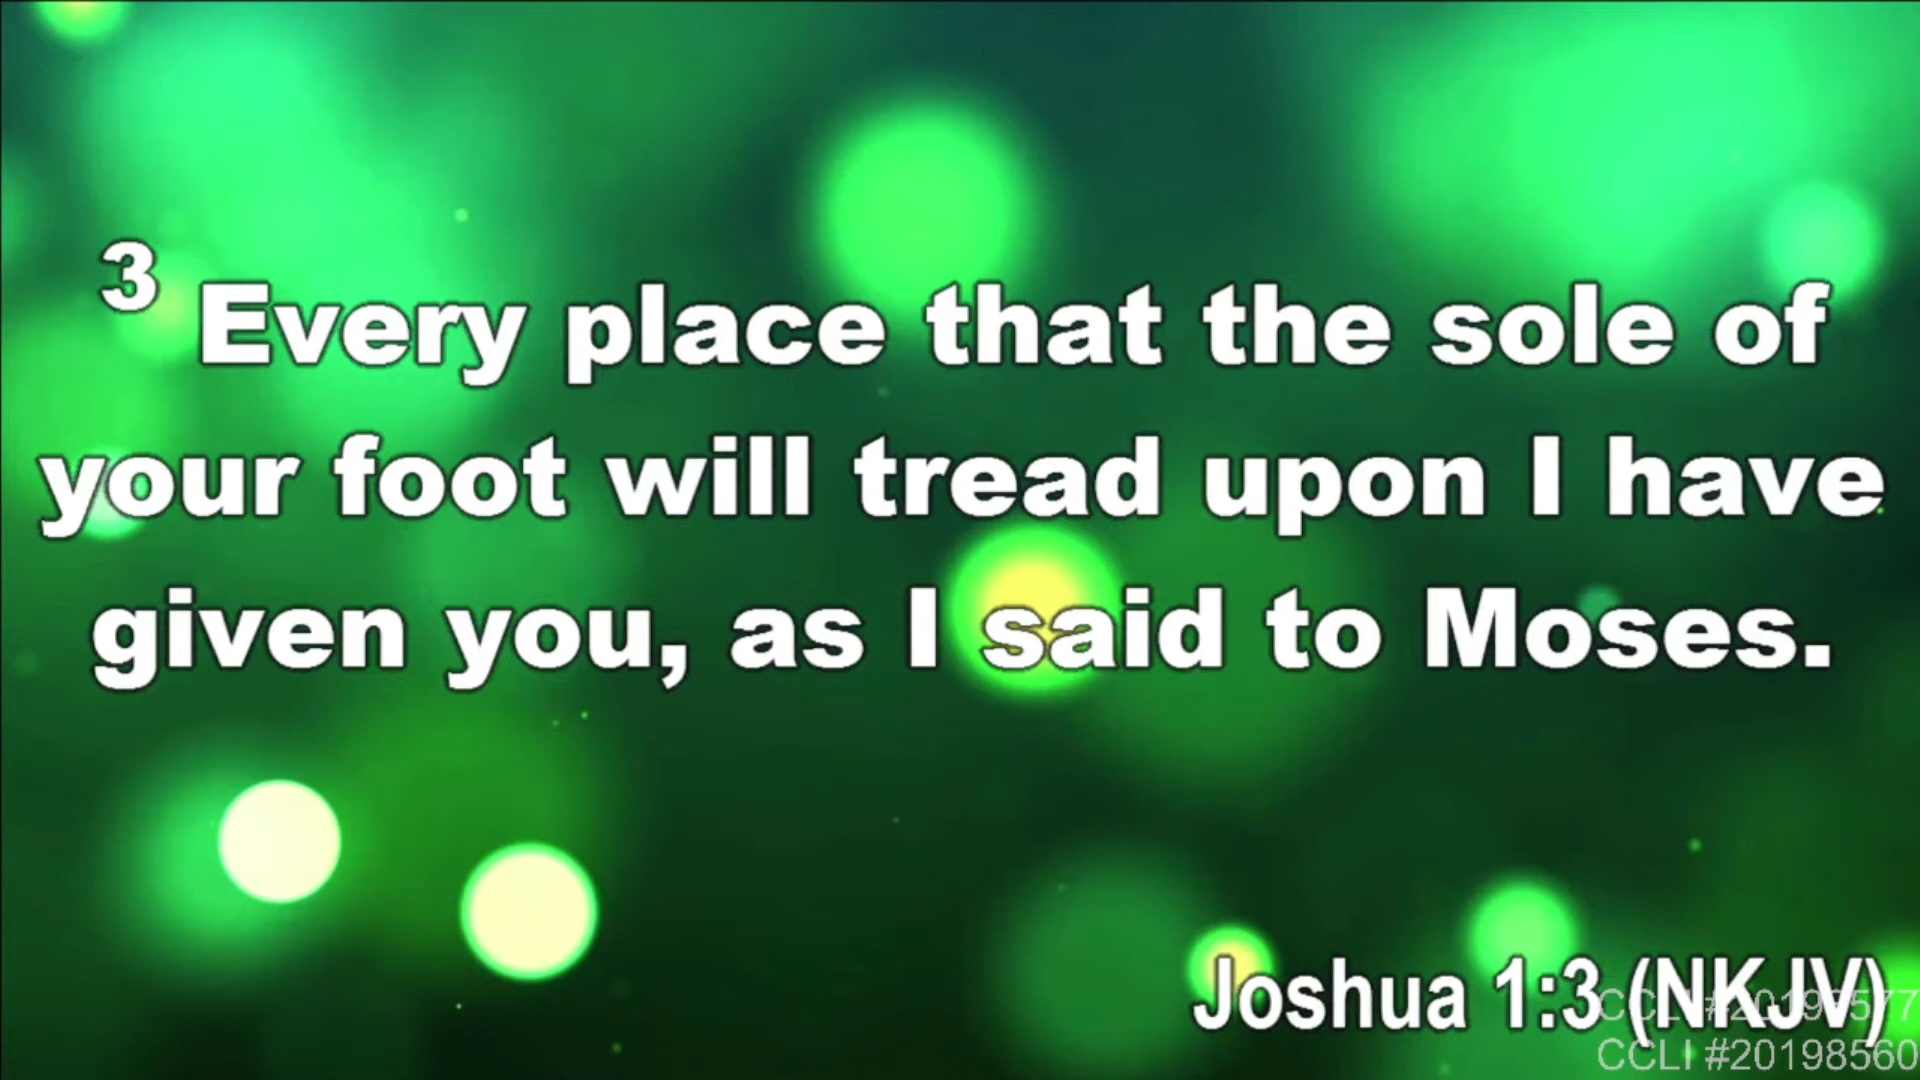 3 Every place that the sole of
your foot will tread upon I have
given you, as I said to Moses.
Joshua 1:3 (NKJV)
CCLI #20198560